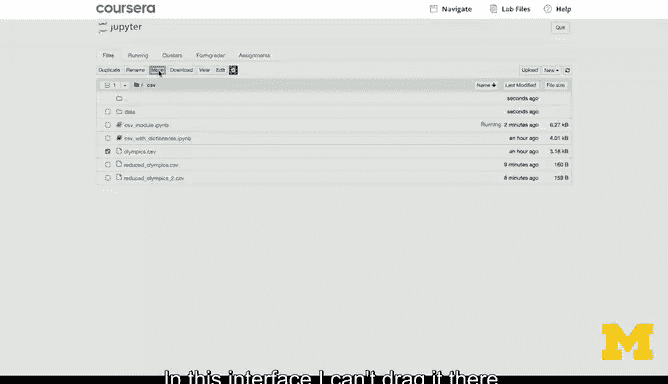 coursera
Navigate Lab Files Help
jupyter
Quit
Files Running Clusters Formgrader Assignments
Duplicate Rename Move Download View Edit Upload New
1 / csv Name Last Modified File size
.. seconds ago
data seconds ago
csv_module.ipynb Running 2 minutes ago 6.27 kB
csv_with_dictionaries.ipynb an hour ago 4.01 kB
olympics.csv an hour ago 3.18 kB
reduced_olympics.csv 9 minutes ago 160 B
reduced_olympics_2.csv 8 minutes ago 159 B
M
In this interface I can't drag it there